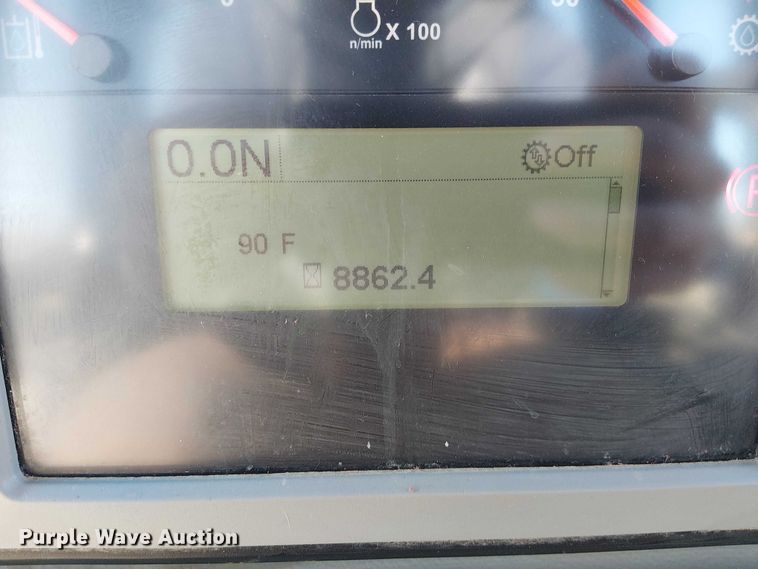 n/min X 100
0.0N Off
90 F
8862.4
Purple Wave Auction